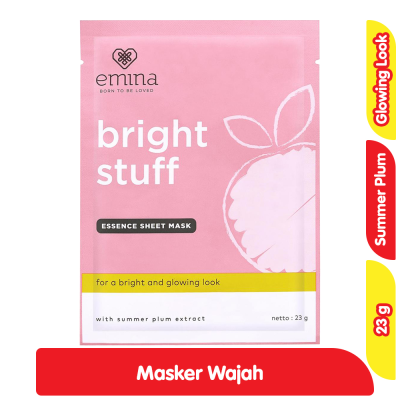 emina
BORN TO BE LOVED
bright
stuff
ESSENCE SHEET MASK
for a bright and glowing look
with summer plum extract
netto : 23 g
Glowing Look
Summer Plum
23 g
Masker Wajah